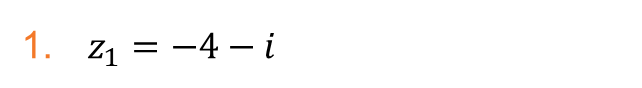 1. z₁ = −4 − i